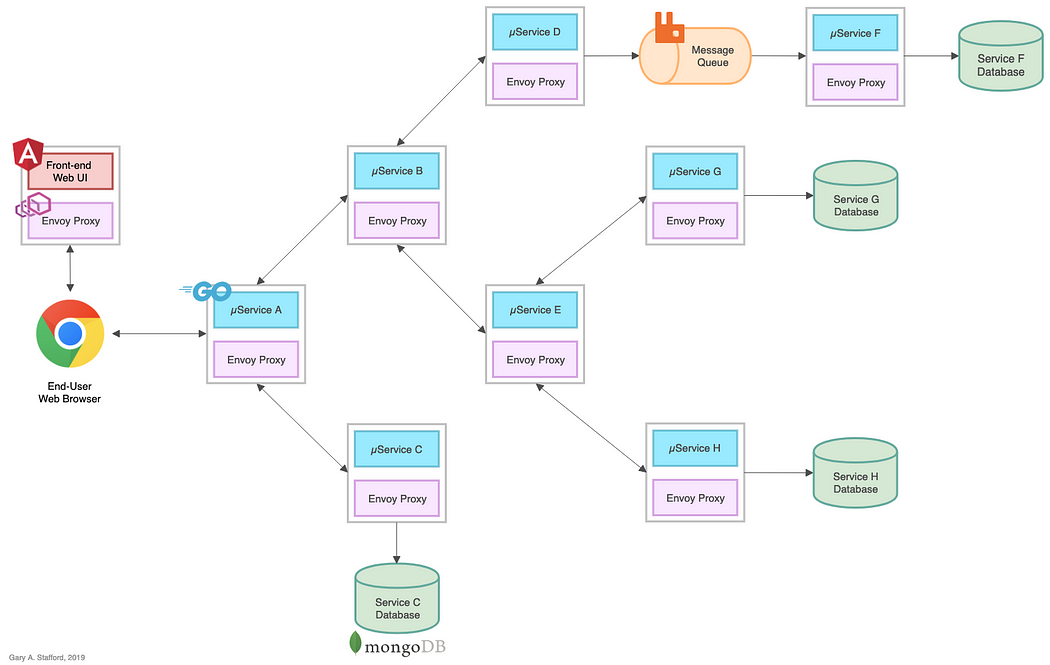 µService D
Envoy Proxy
Message
Queue
µService F
Envoy Proxy
Service F
Database
Front-end
Web UI
Envoy Proxy
µService B
Envoy Proxy
µService G
Envoy Proxy
Service G
Database
GO
µService A
Envoy Proxy
µService E
Envoy Proxy
End-User
Web Browser
µService C
Envoy Proxy
µService H
Envoy Proxy
Service H
Database
Service C
Database
mongoDB
Gary A. Stafford, 2019